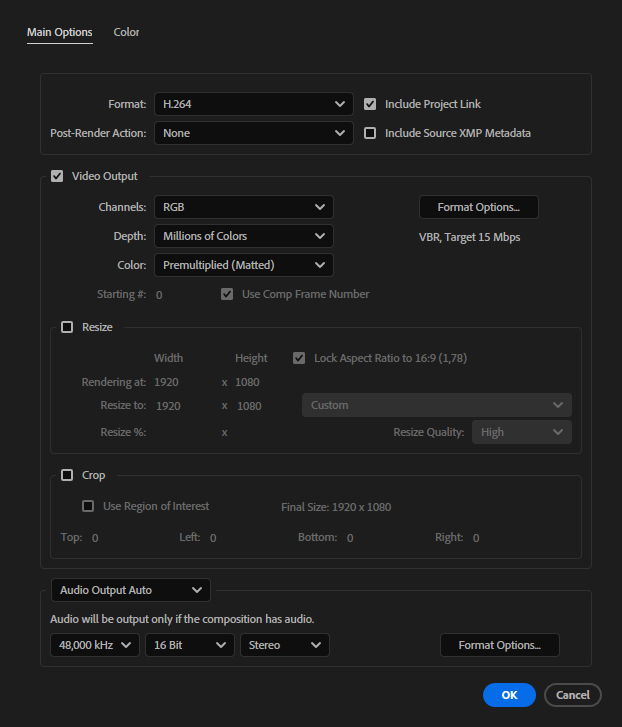 Main Options Color
Format: H.264 Include Project Link
Post-Render Action: None Include Source XMP Metadata
Video Output
Channels: RGB Format Options...
Depth: Millions of Colors VBR, Target 15 Mbps
Color: Premultiplied (Matted)
Starting #: 0 Use Comp Frame Number
Resize
Width Height Lock Aspect Ratio to 16:9 (1,78)
Rendering at: 1920 x 1080
Resize to: 1920 x 1080 Custom
Resize %: x Resize Quality: High
Crop
Use Region of Interest Final Size: 1920 x 1080
Top: 0 Left: 0 Bottom: 0 Right: 0
Audio Output Auto
Audio will be output only if the composition has audio.
48,000 kHz 16 Bit Stereo Format Options...
OK Cancel